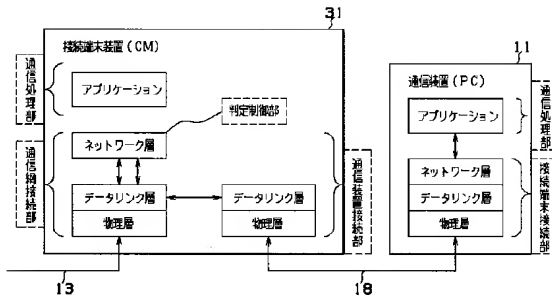 31
接続端末装置(CM)
通信処理部
アプリケーション
判定制御部
ネットワーク層
通信網接続部
データリンク層
物理層
データリンク層
物理層
通信装置接続部
13
18
11
通信装置(PC)
アプリケーション
通信処理部
ネットワーク層
データリンク層
物理層
接続端末接続部